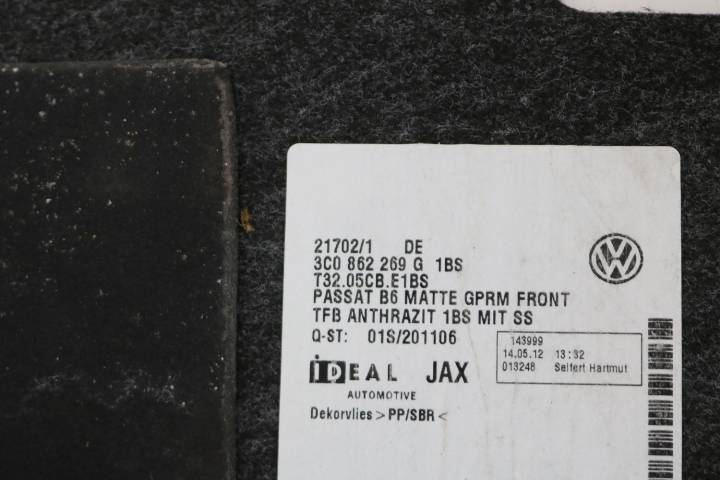 21702/1 DE
3C0 862 269 G 1BS
T32.05CB.E1BS
PASSAT B6 MATTE GPRM FRONT
TFB ANTHRAZIT 1BS MIT SS
Q-ST: 01S/201106
143999
14.05.12 13:32
013248 Seifert Hartmut
IDEAL JAX
AUTOMOTIVE
Dekorvlies >PP/SBR<